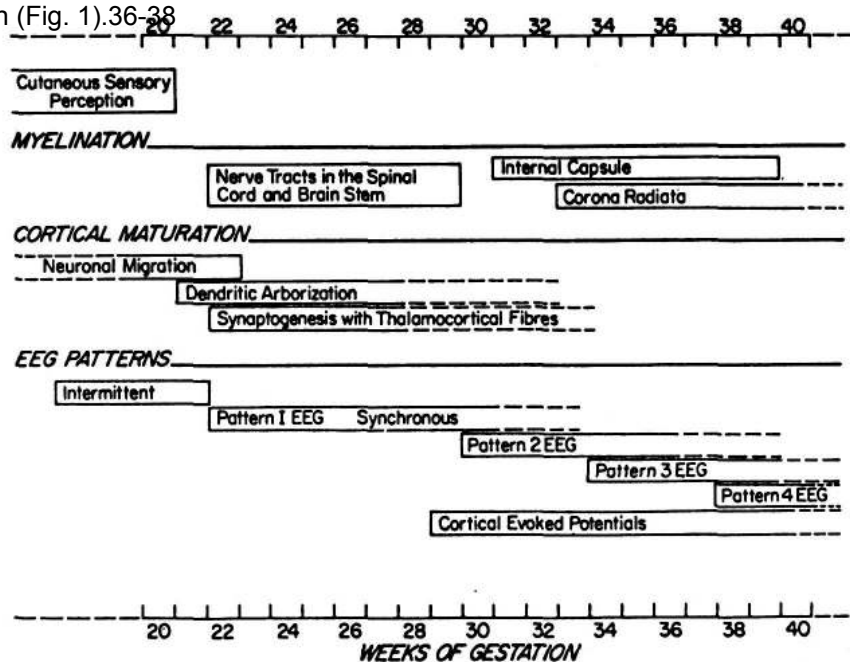 n (Fig. 1).36-38
20 22 24 26 28 30 32 34 36 38 40
Cutaneous Sensory
Perception
MYELINATION
Nerve Tracts in the Spinal
Cord and Brain Stem
Internal Capsule
Corona Radiata
CORTICAL MATURATION
Neuronal Migration
Dendritic Arborization
Synaptogenesis with Thalamocortical Fibres
EEG PATTERNS
Intermittent
Pattern I EEG Synchronous
Pattern 2 EEG
Pattern 3 EEG
Pattern 4 EEG
Cortical Evoked Potentials
20 22 24 26 28 30 32 34 36 38 40
WEEKS OF GESTATION